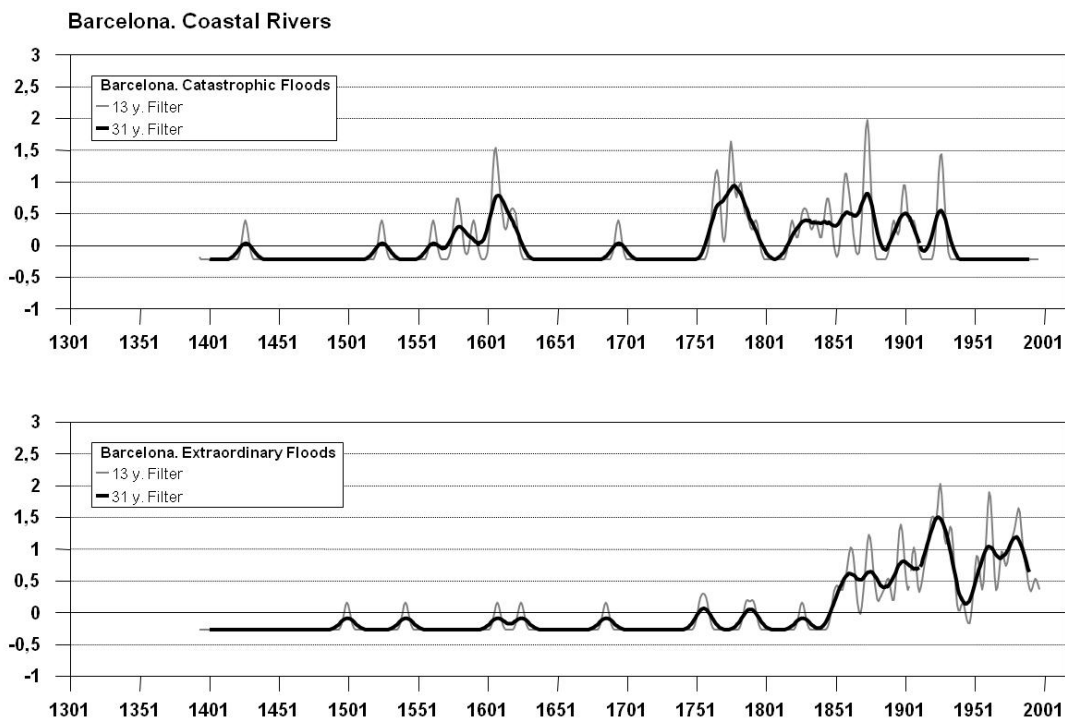 Barcelona. Coastal Rivers
3
2,5
2
1,5
1
0,5
0
-0,5
-1
Barcelona. Catastrophic Floods
13 y. Filter
31 y. Filter
1301 1351 1401 1451 1501 1551 1601 1651 1701 1751 1801 1851 1901 1951 2001
3
2,5
2
1,5
1
0,5
0
-0,5
-1
Barcelona. Extraordinary Floods
13 y. Filter
31 y. Filter
1301 1351 1401 1451 1501 1551 1601 1651 1701 1751 1801 1851 1901 1951 2001